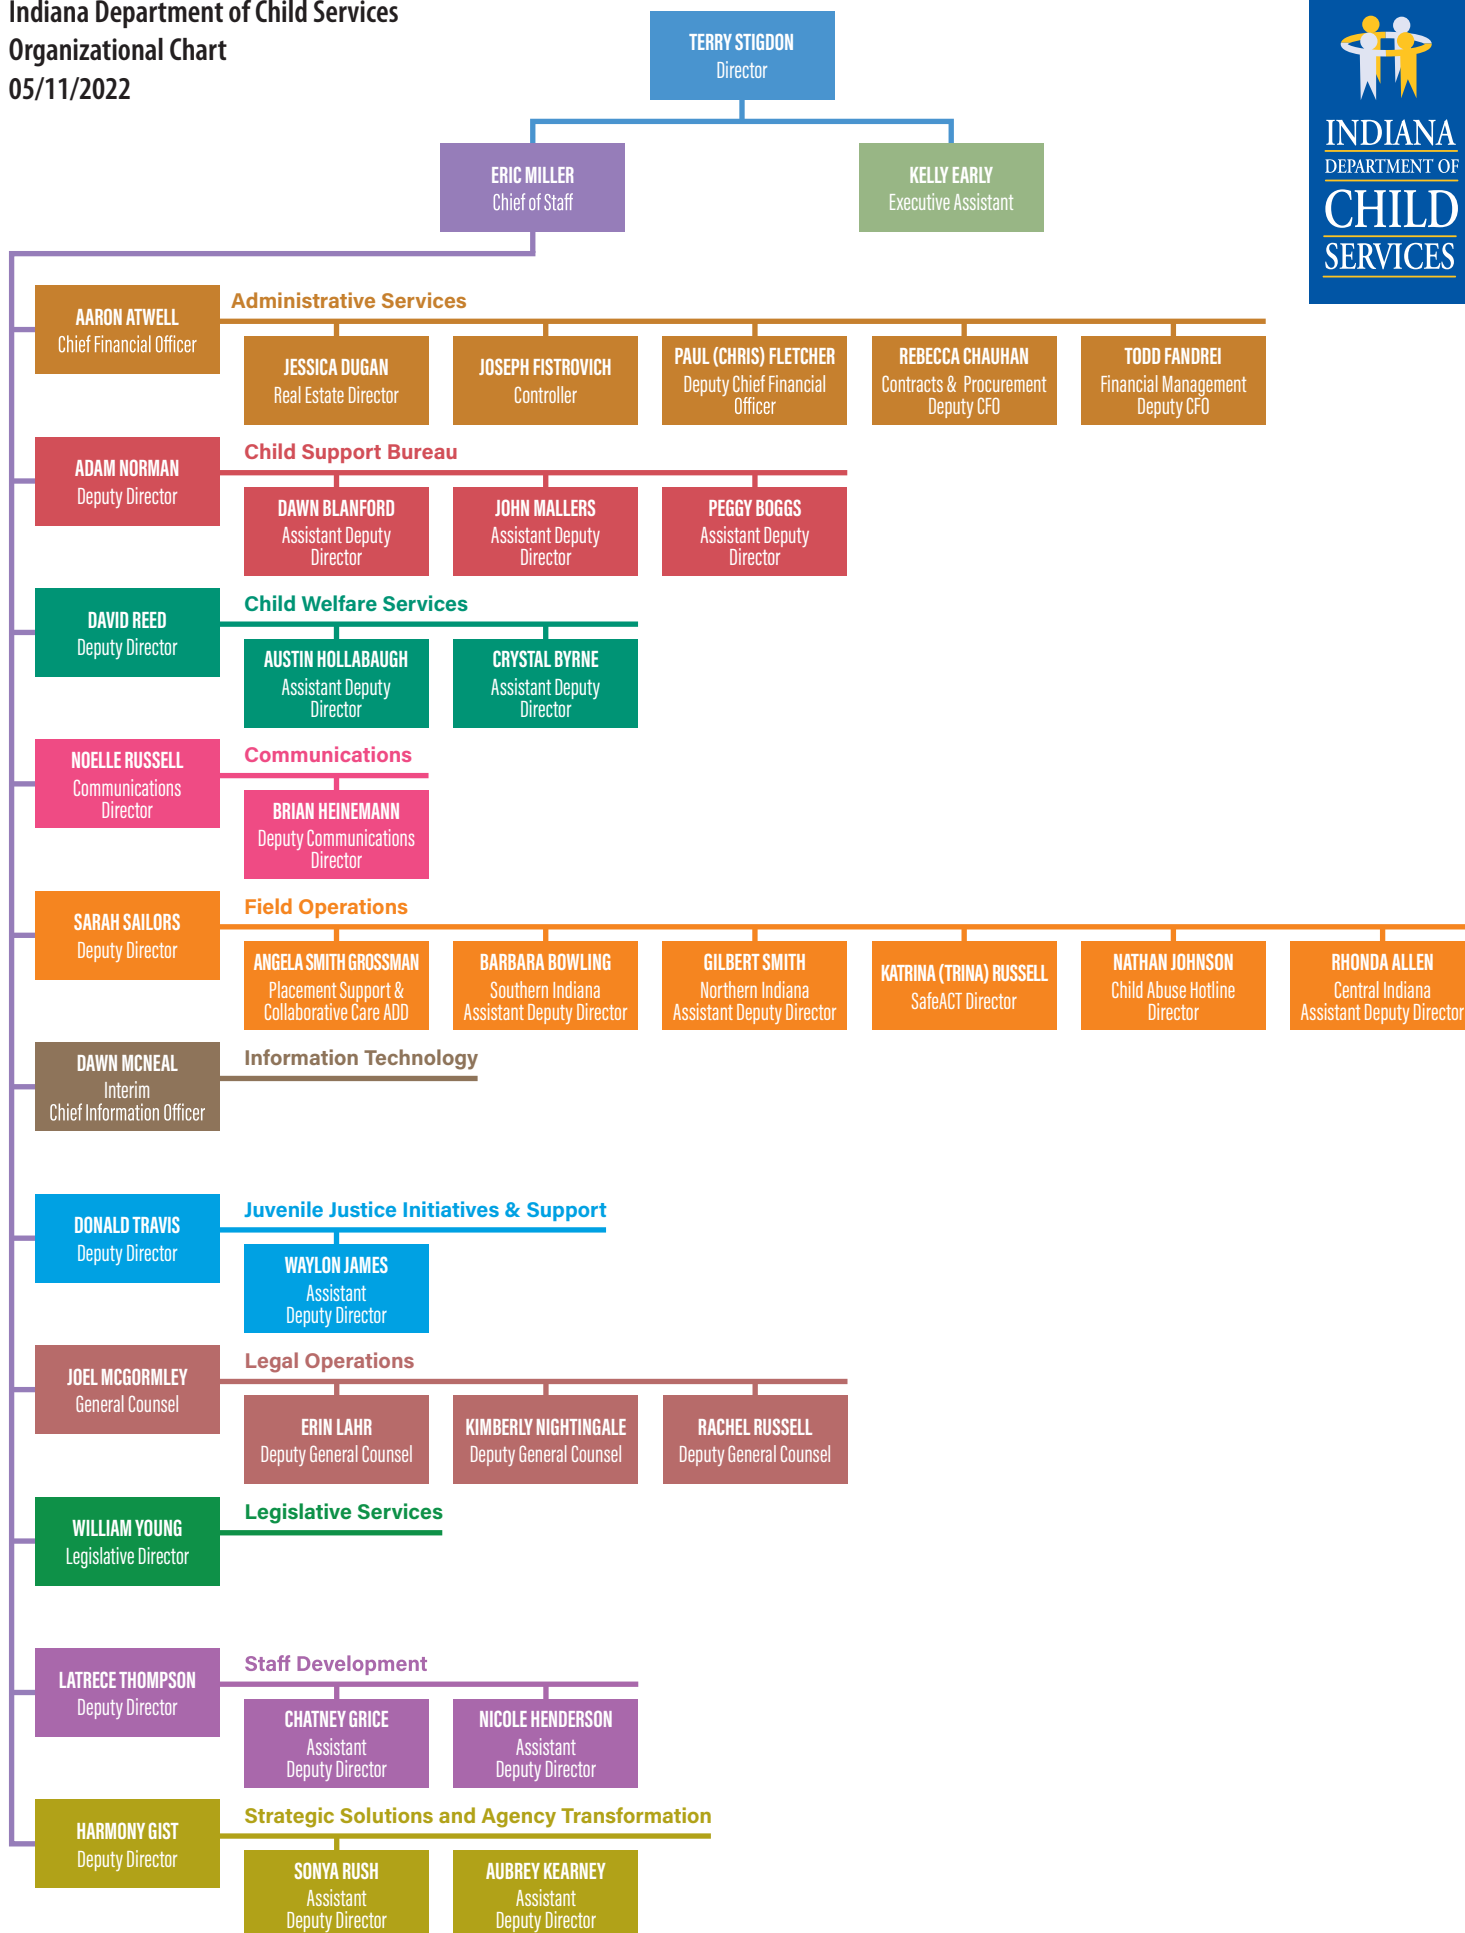 Indiana Department of Child Services
Organizational Chart
05/11/2022
TERRY STIGDON
Director
INDIANA
DEPARTMENT OF
CHILD
SERVICES
ERIC MILLER
Chief of Staff
KELLY EARLY
Executive Assistant
AARON ATWELL
Chief Financial Officer
Administrative Services
JESSICA DUGAN
Real Estate Director
JOSEPH FISTROVICH
Controller
PAUL (CHRIS) FLETCHER
Deputy Chief Financial
Officer
REBECCA CHAUHAN
Contracts & Procurement
Deputy CFO
TODD FANDREI
Financial Management
Deputy CFO
ADAM NORMAN
Deputy Director
Child Support Bureau
DAWN BLANFORD
Assistant Deputy
Director
JOHN MALLERS
Assistant Deputy
Director
PEGGY BOGGS
Assistant Deputy
Director
DAVID REED
Deputy Director
Child Welfare Services
AUSTIN HOLLABAUGH
Assistant Deputy
Director
CRYSTAL BYRNE
Assistant Deputy
Director
NOELLE RUSSELL
Communications
Director
Communications
BRIAN HEINEMANN
Deputy Communications
Director
SARAH SAILORS
Deputy Director
Field Operations
ANGELA SMITH GROSSMAN
Placement Support &
Collaborative Care ADD
BARBARA BOWLING
Southern Indiana
Assistant Deputy Director
GILBERT SMITH
Northern Indiana
Assistant Deputy Director
KATRINA (TRINA) RUSSELL
SafeACT Director
NATHAN JOHNSON
Child Abuse Hotline
Director
RHONDA ALLEN
Central Indiana
Assistant Deputy Director
DAWN MCNEAL
Interim
Chief Information Officer
Information Technology
DONALD TRAVIS
Deputy Director
Juvenile Justice Initiatives & Support
WAYLON JAMES
Assistant
Deputy Director
JOEL MCGORMLEY
General Counsel
Legal Operations
ERIN LAHR
Deputy General Counsel
KIMBERLY NIGHTINGALE
Deputy General Counsel
RACHEL RUSSELL
Deputy General Counsel
WILLIAM YOUNG
Legislative Director
Legislative Services
LATRECE THOMPSON
Deputy Director
Staff Development
CHATNEY GRICE
Assistant
Deputy Director
NICOLE HENDERSON
Assistant
Deputy Director
HARMONY GIST
Deputy Director
Strategic Solutions and Agency Transformation
SONYA RUSH
Assistant
Deputy Director
AUBREY KEARNEY
Assistant
Deputy Director